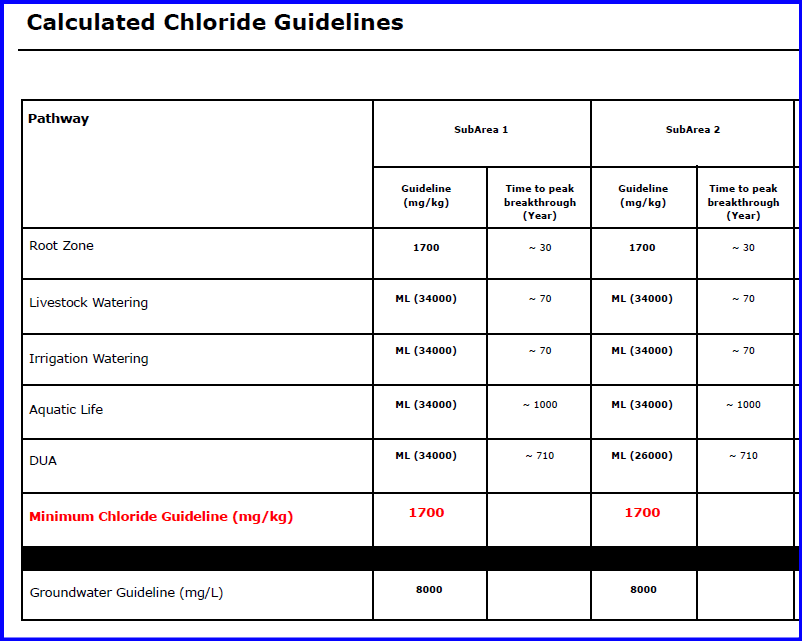 Calculated Chloride Guidelines
Pathway
SubArea 1
SubArea 2
Guideline
(mg/kg)
Time to peak
breakthrough
(Year)
Guideline
(mg/kg)
Time to peak
breakthrough
(Year)
Root Zone 1700 ~ 30 1700 ~ 30
Livestock Watering ML (34000) ~ 70 ML (34000) ~ 70
Irrigation Watering ML (34000) ~ 70 ML (34000) ~ 70
Aquatic Life ML (34000) ~ 1000 ML (34000) ~ 1000
DUA ML (34000) ~ 710 ML (26000) ~ 710
Minimum Chloride Guideline (mg/kg) 1700 1700
Groundwater Guideline (mg/L) 8000 8000